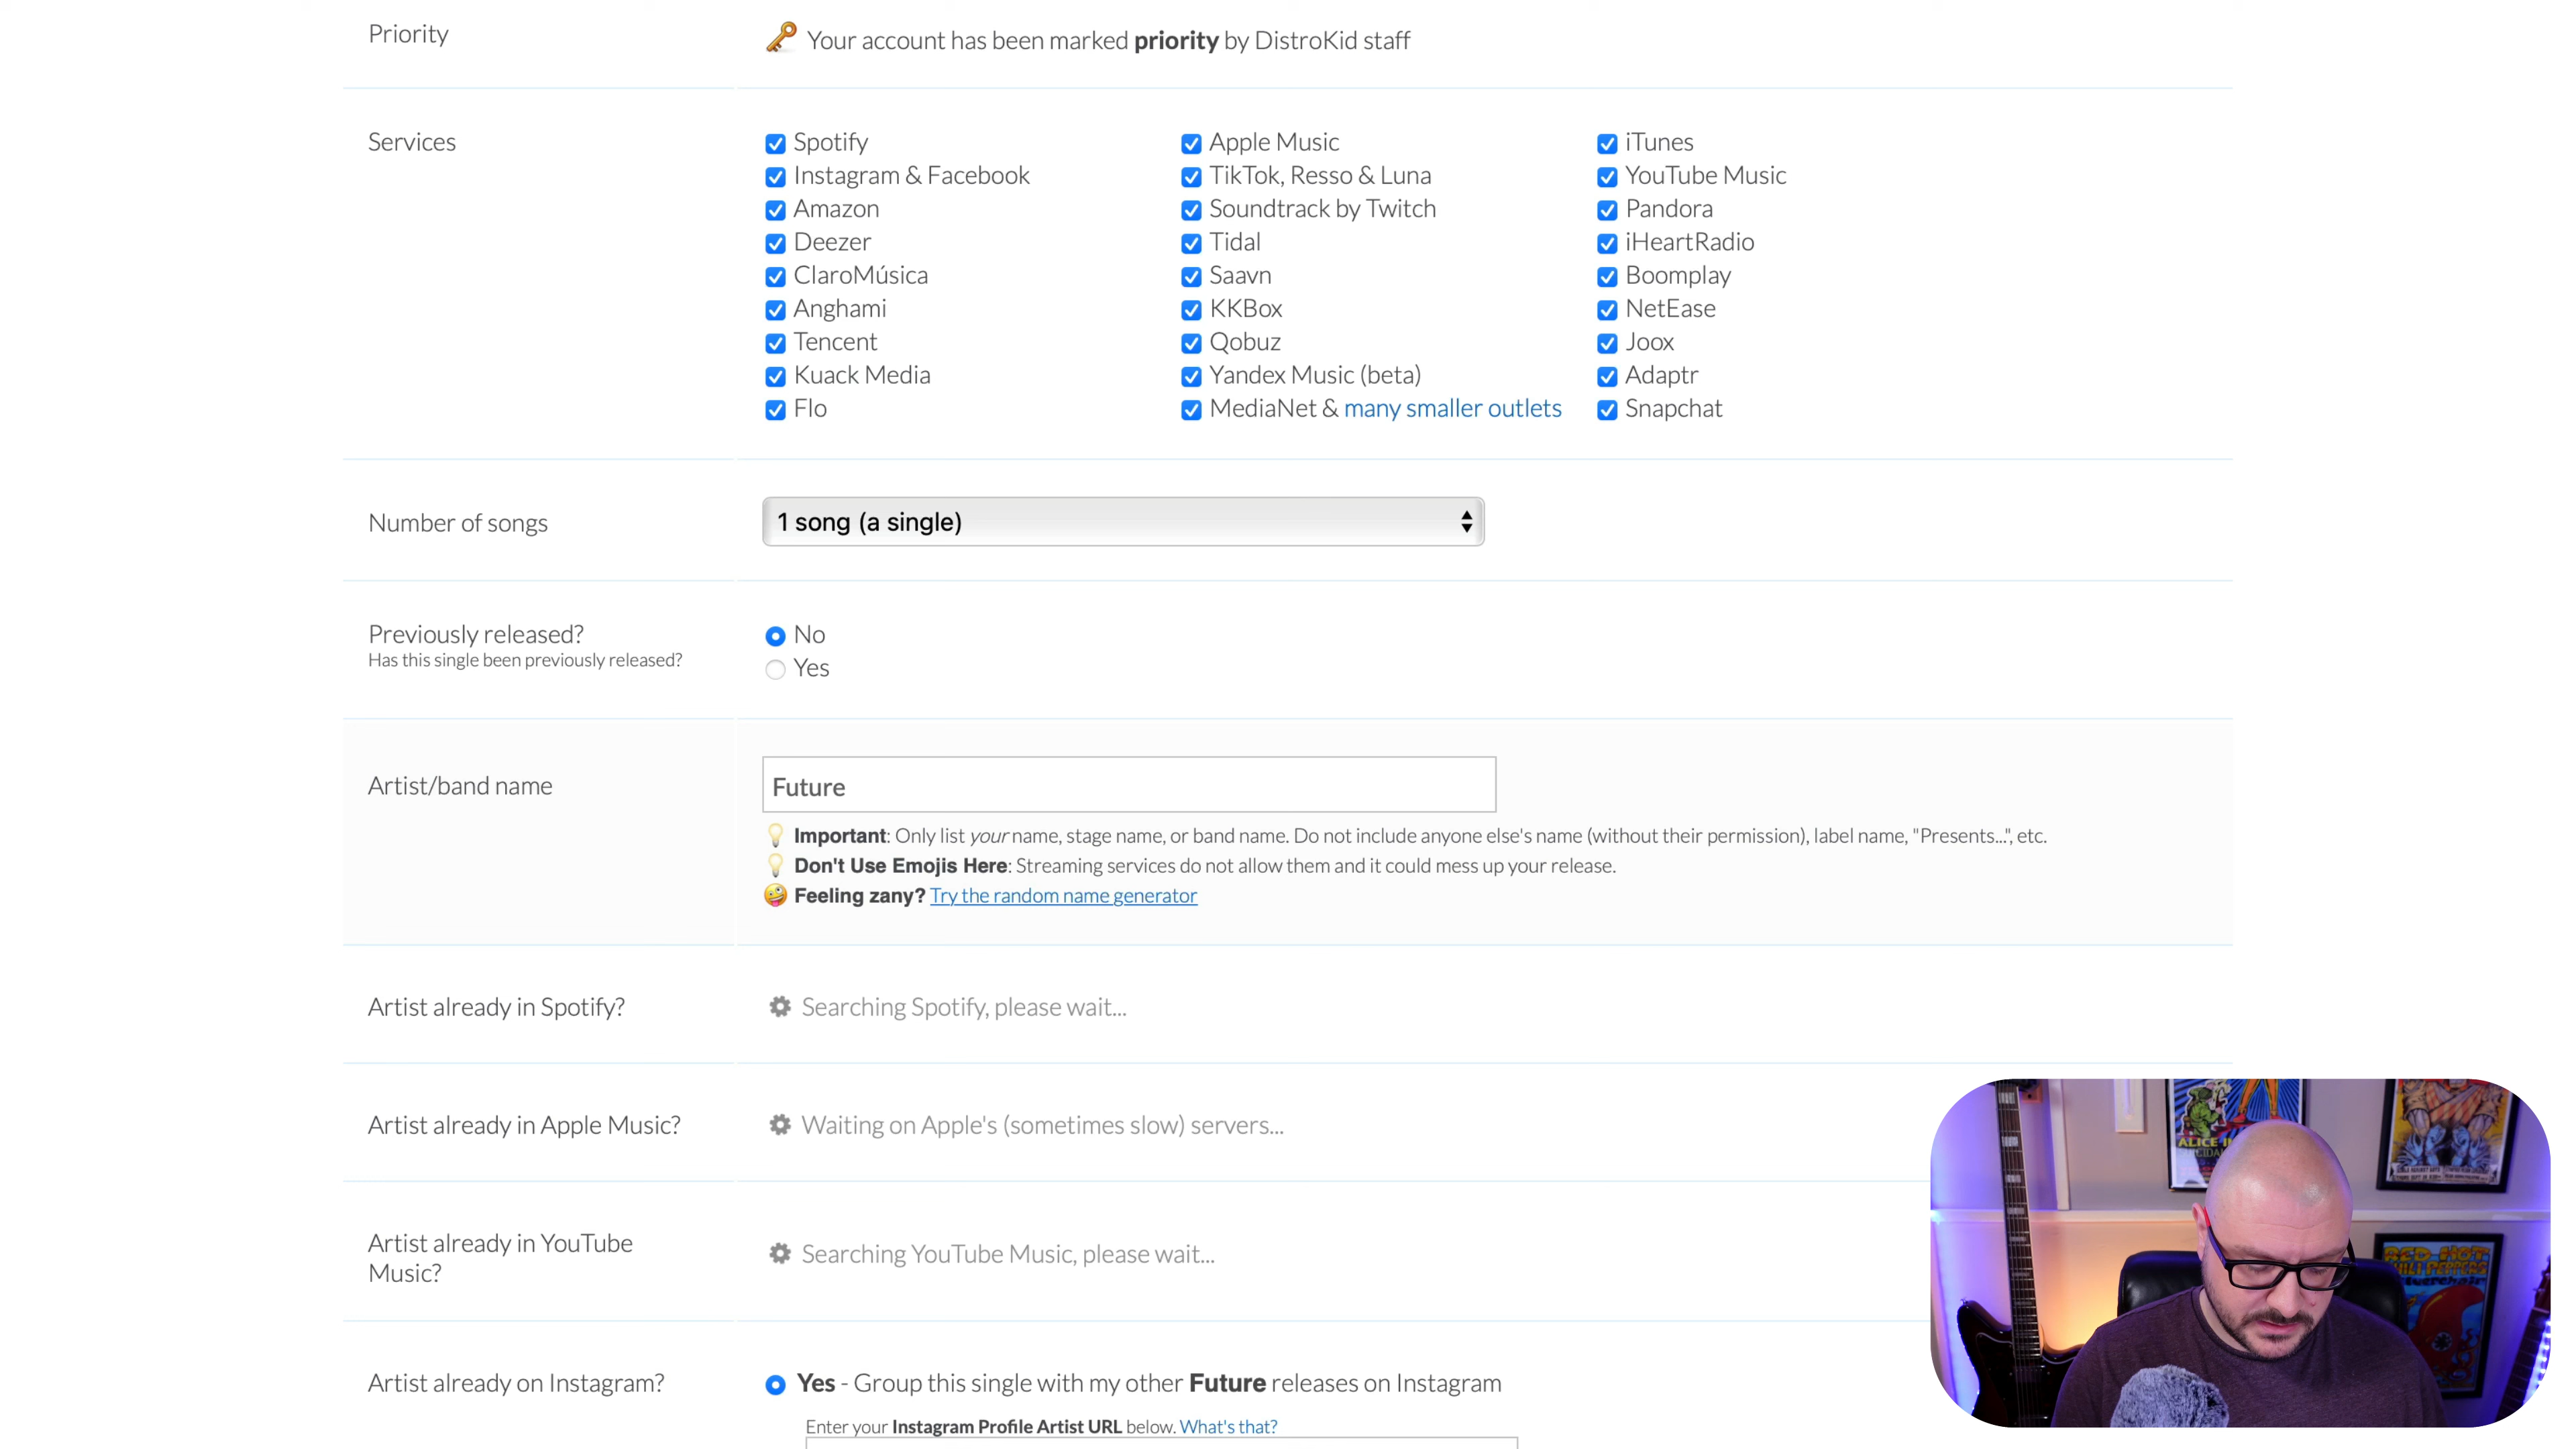 Priority
Your account has been marked priority by DistroKid staff
Services
Spotify
Apple Music
iTunes
Instagram & Facebook
TikTok, Resso & Luna
YouTube Music
Amazon
Soundtrack by Twitch
Pandora
Deezer
Tidal
iHeartRadio
ClaroMúsica
Saavn
Boomplay
Anghami
KKBox
NetEase
Tencent
Qobuz
Joox
Kuack Media
Yandex Music (beta)
Adaptr
Flo
MediaNet & many smaller outlets
Snapchat
Number of songs
1 song (a single)
Previously released?
Has this single been previously released?
No
Yes
Artist/band name
Future
Important: Only list your name, stage name, or band name. Do not include anyone else's name (without their permission), label name, "Presents...", etc.
Don't Use Emojis Here: Streaming services do not allow them and it could mess up your release.
Feeling zany? Try the random name generator
Artist already in Spotify?
Searching Spotify, please wait...
Artist already in Apple Music?
Waiting on Apple's (sometimes slow) servers...
Artist already in YouTube
Music?
Searching YouTube Music, please wait...
Artist already on Instagram?
Yes - Group this single with my other Future releases on Instagram
Enter your Instagram Profile Artist URL below. What's that?
ALICE IN
RED HOT
CHILI PEPPERS